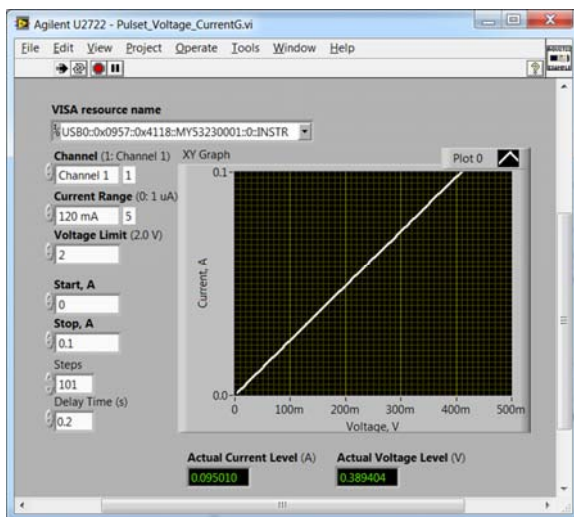 Agilent U2722 - Pulset_Voltage_CurrentG.vi
File Edit View Project Operate Tools Window Help
VISA resource name
USB0::0x0957::0x4118::MY53230001::0::INSTR
Channel (1: Channel 1)
Channel 1 1
Current Range (0: 1 uA)
120 mA 5
Voltage Limit (2.0 V)
2
Start, A
0
Stop, A
0.1
Steps
101
Delay Time (s)
0.2
XY Graph
Plot 0
0.1
Current, A
0.0
0 100m 200m 300m 400m 500m
Voltage, V
Actual Current Level (A) Actual Voltage Level (V)
0.095010 0.389404